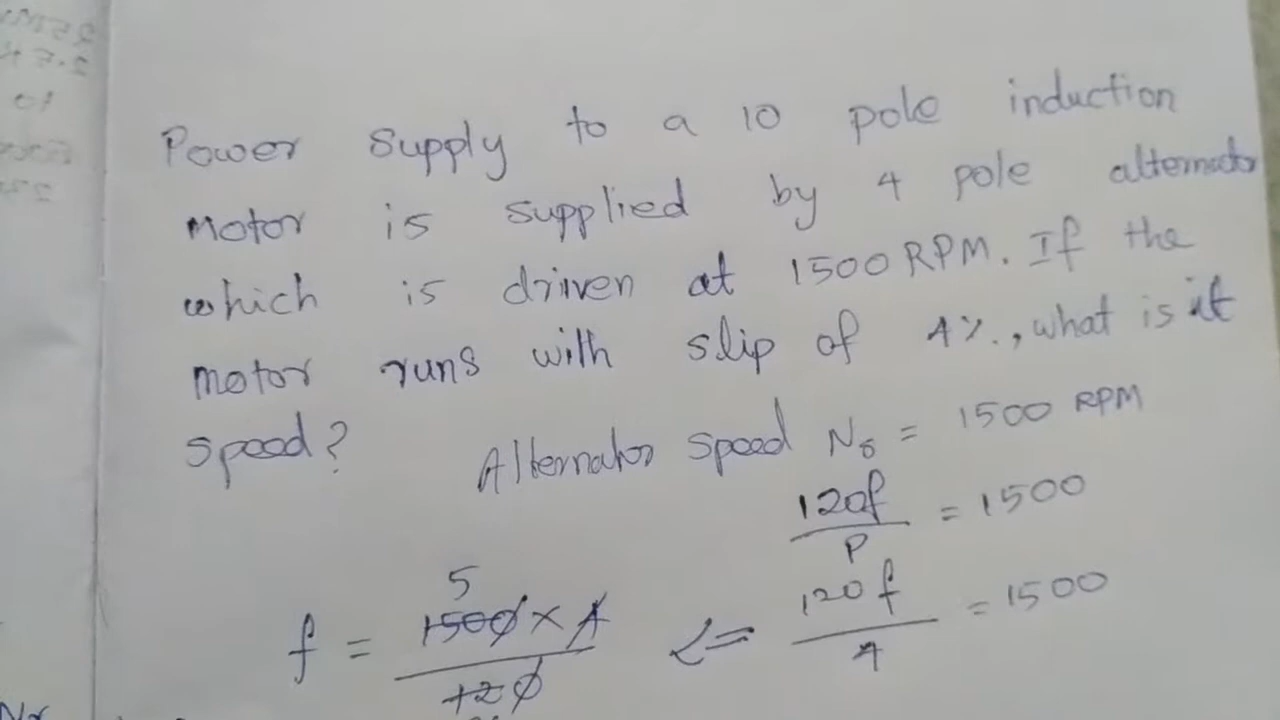 Power supply to a 10 pole induction
motor is supplied by 4 pole alternator
which is driven at 1500 RPM. If the
motor runs with slip of 4%., what is it
speed? Alternator speed Ns = 1500 RPM
120f/P = 1500
f = 1500 × 4/120 <= 120f/4 = 1500
5
Nr